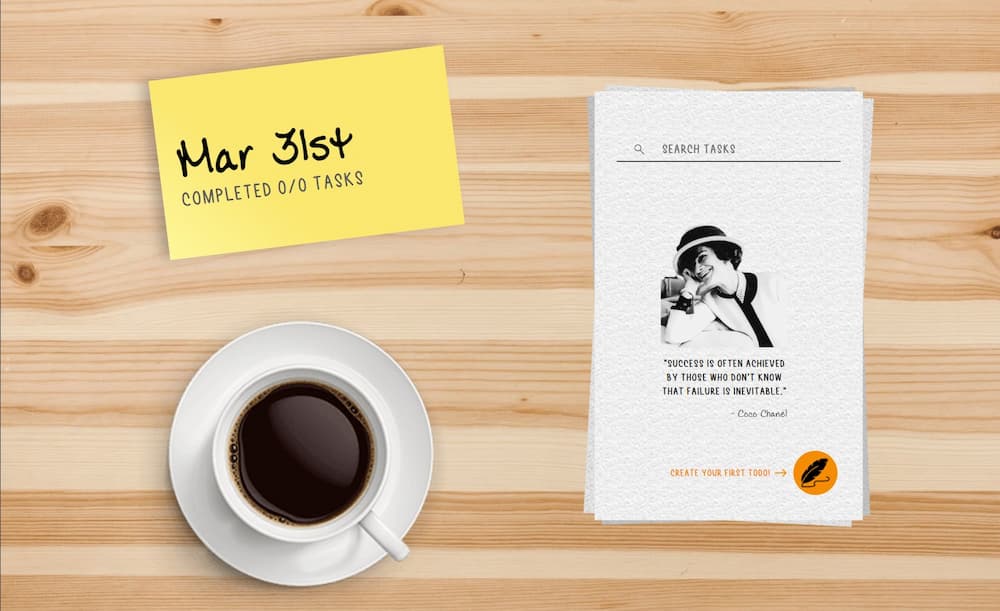 Mar 31st
COMPLETED 0/0 TASKS
SEARCH TASKS
"SUCCESS IS OFTEN ACHIEVED
BY THOSE WHO DON'T KNOW
THAT FAILURE IS INEVITABLE."
- Coco Chanel
CREATE YOUR FIRST TODO! →